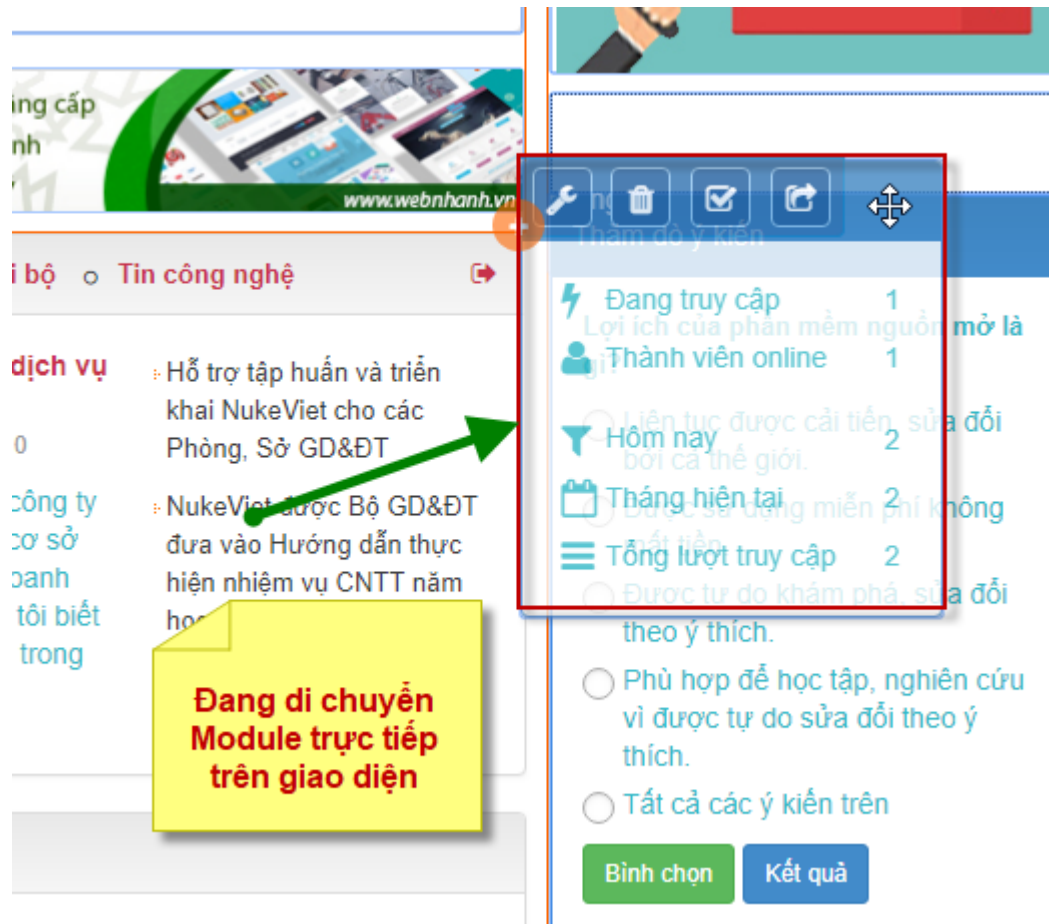 cấp
www.webnhanh.vn
bộ o Tin công nghệ
dịch vụ
0
công ty
cơ sở
tôi biết
trong
Hỗ trợ tập huấn và triển
khai NukeViet cho các
Phòng, Sở GD&ĐT
NukeViet được Bộ GD&ĐT
đưa vào Hướng dẫn thực
hiện nhiệm vụ CNTT năm
Đang di chuyển
Module trực tiếp
trên giao diện
Thăm dò ý kiến
Đang truy cập 1
Thành viên online 1
Hôm nay 2
Tháng hiện tại 2
Tổng lượt truy cập 2
Lợi ích của phần mềm nguồn mở là
gì?
Liên tục được cải tiến, sửa đổi
bởi cả thế giới.
Được sử dụng miễn phí không
mất tiền.
Được tự do khám phá, sửa đổi
theo ý thích.
Phù hợp để học tập, nghiên cứu
vì được tự do sửa đổi theo ý
thích.
Tất cả các ý kiến trên
Bình chọn Kết quả